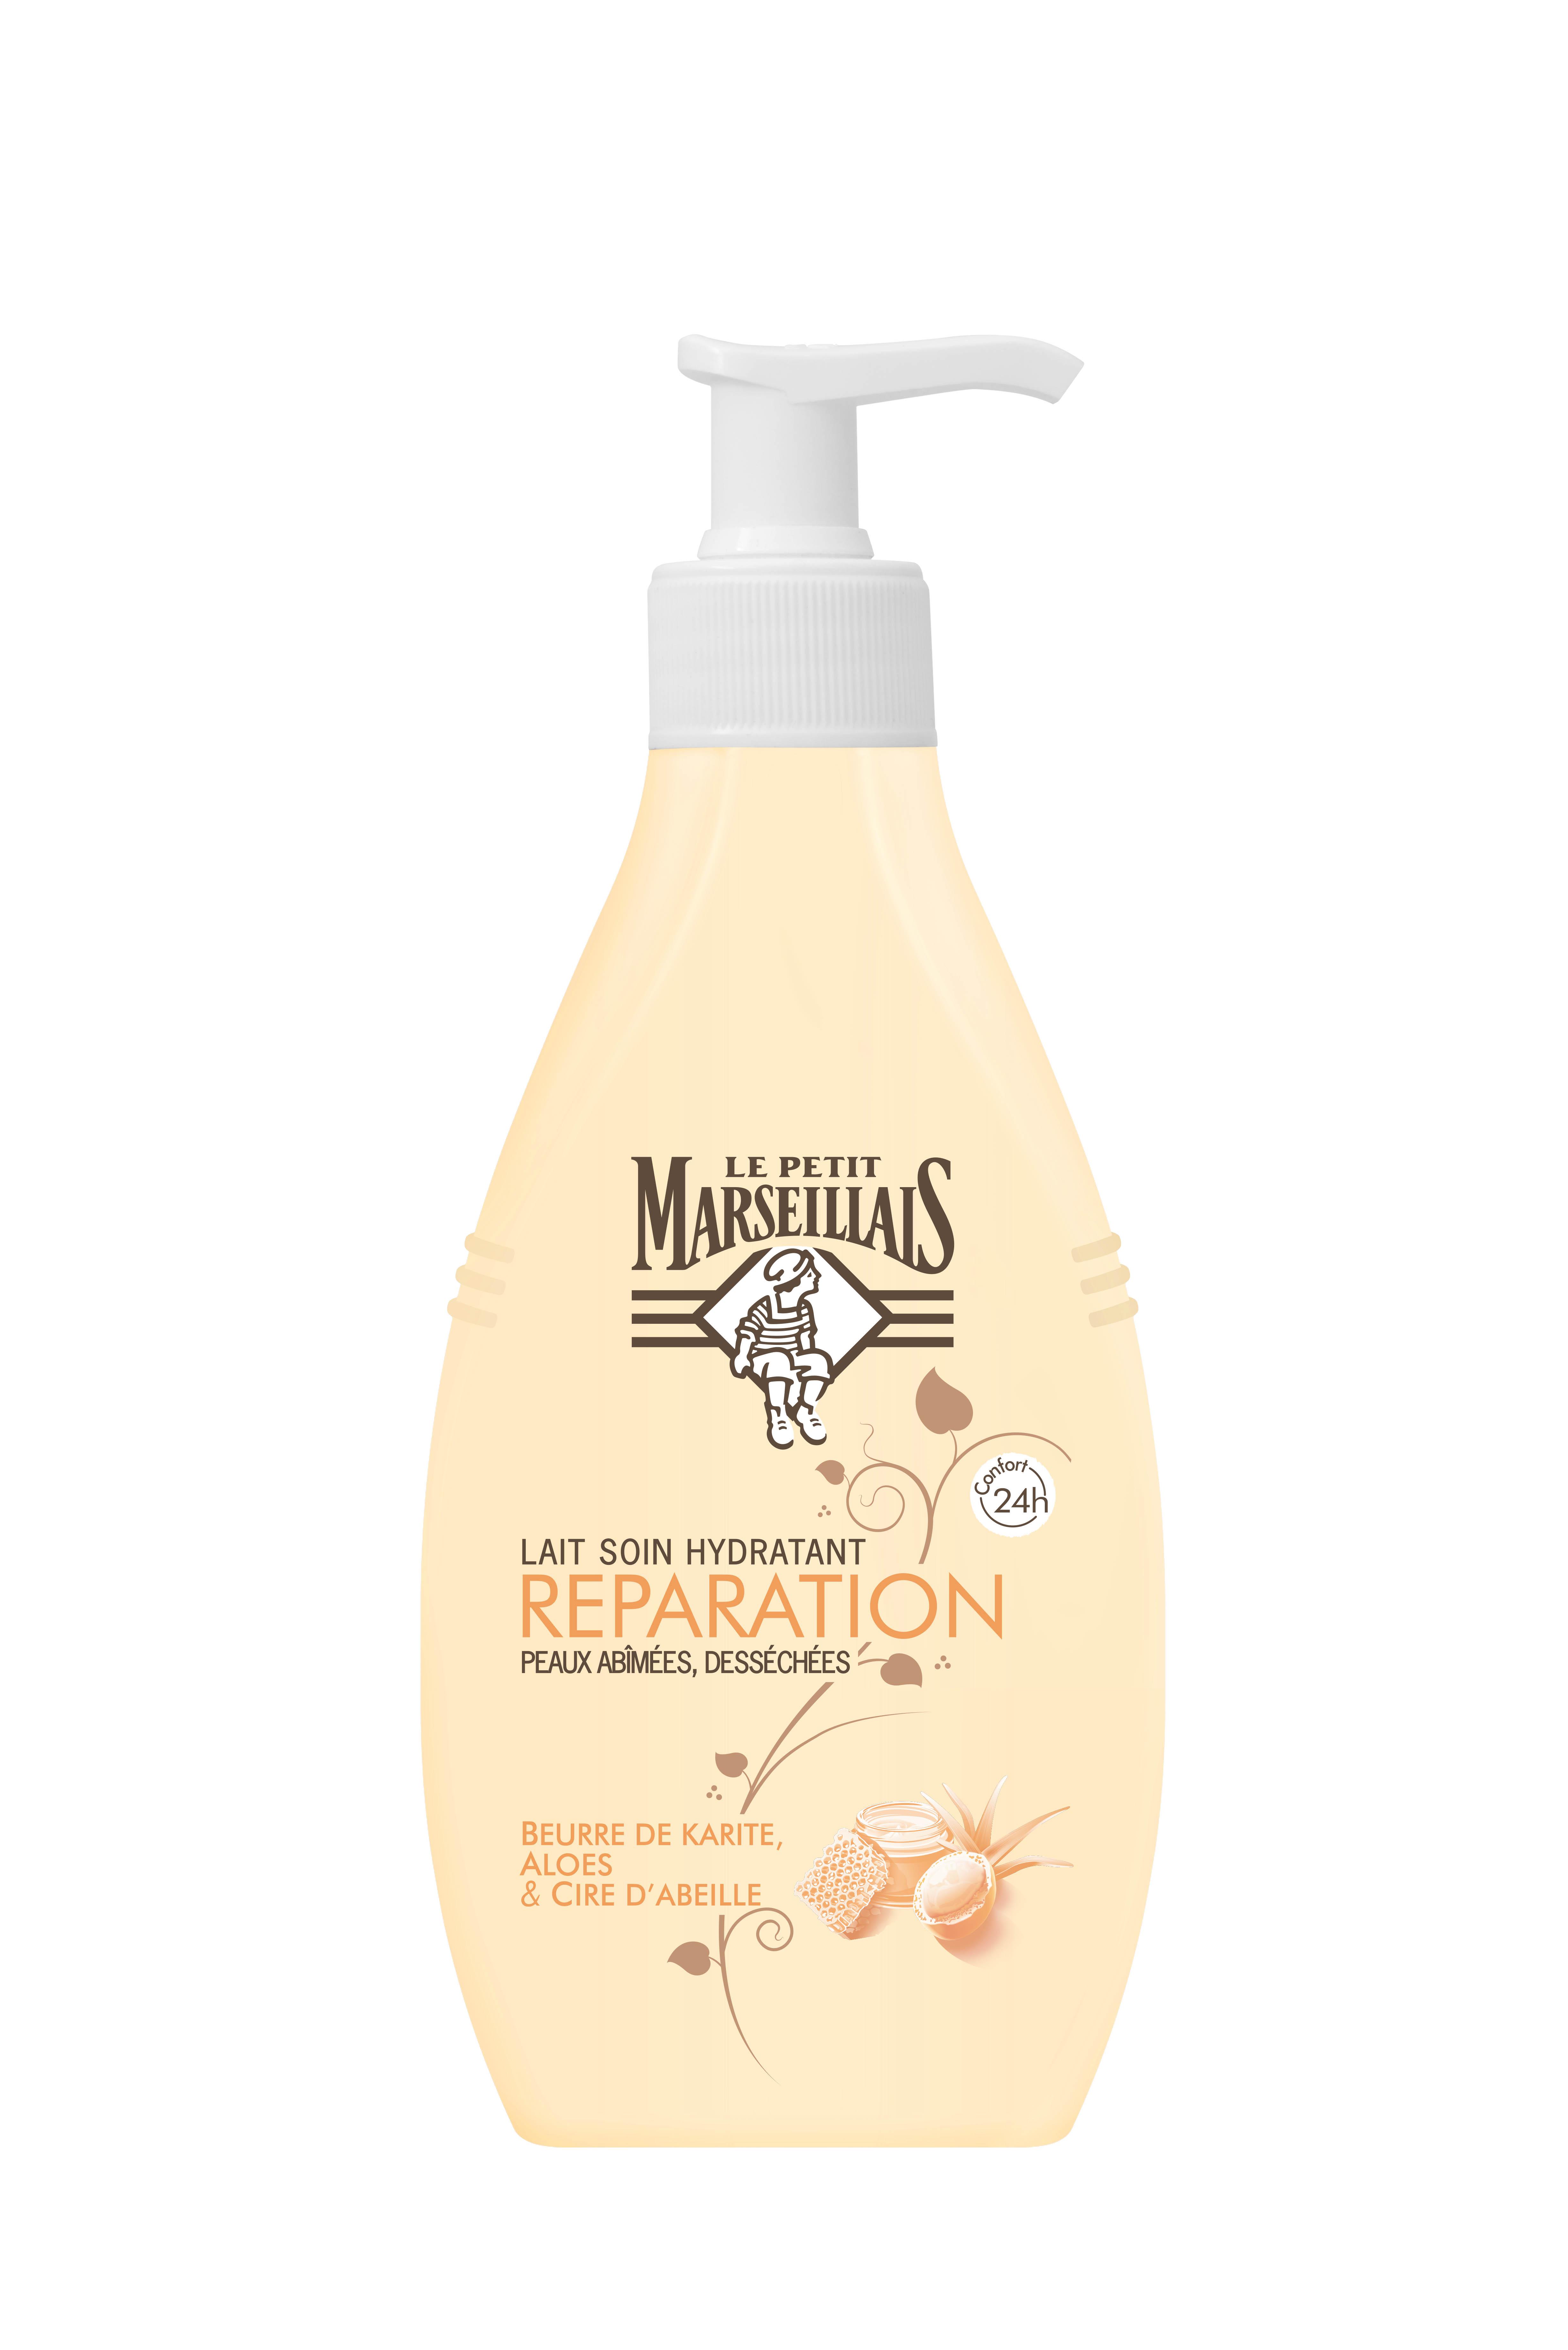 LE PETIT
MARSEILLAIS
Confort
24h
LAIT SOIN HYDRATANT
REPARATION
PEAUX ABÎMÉES, DESSÉCHÉES
BEURRE DE KARITE,
ALOES
& CIRE D'ABEILLE